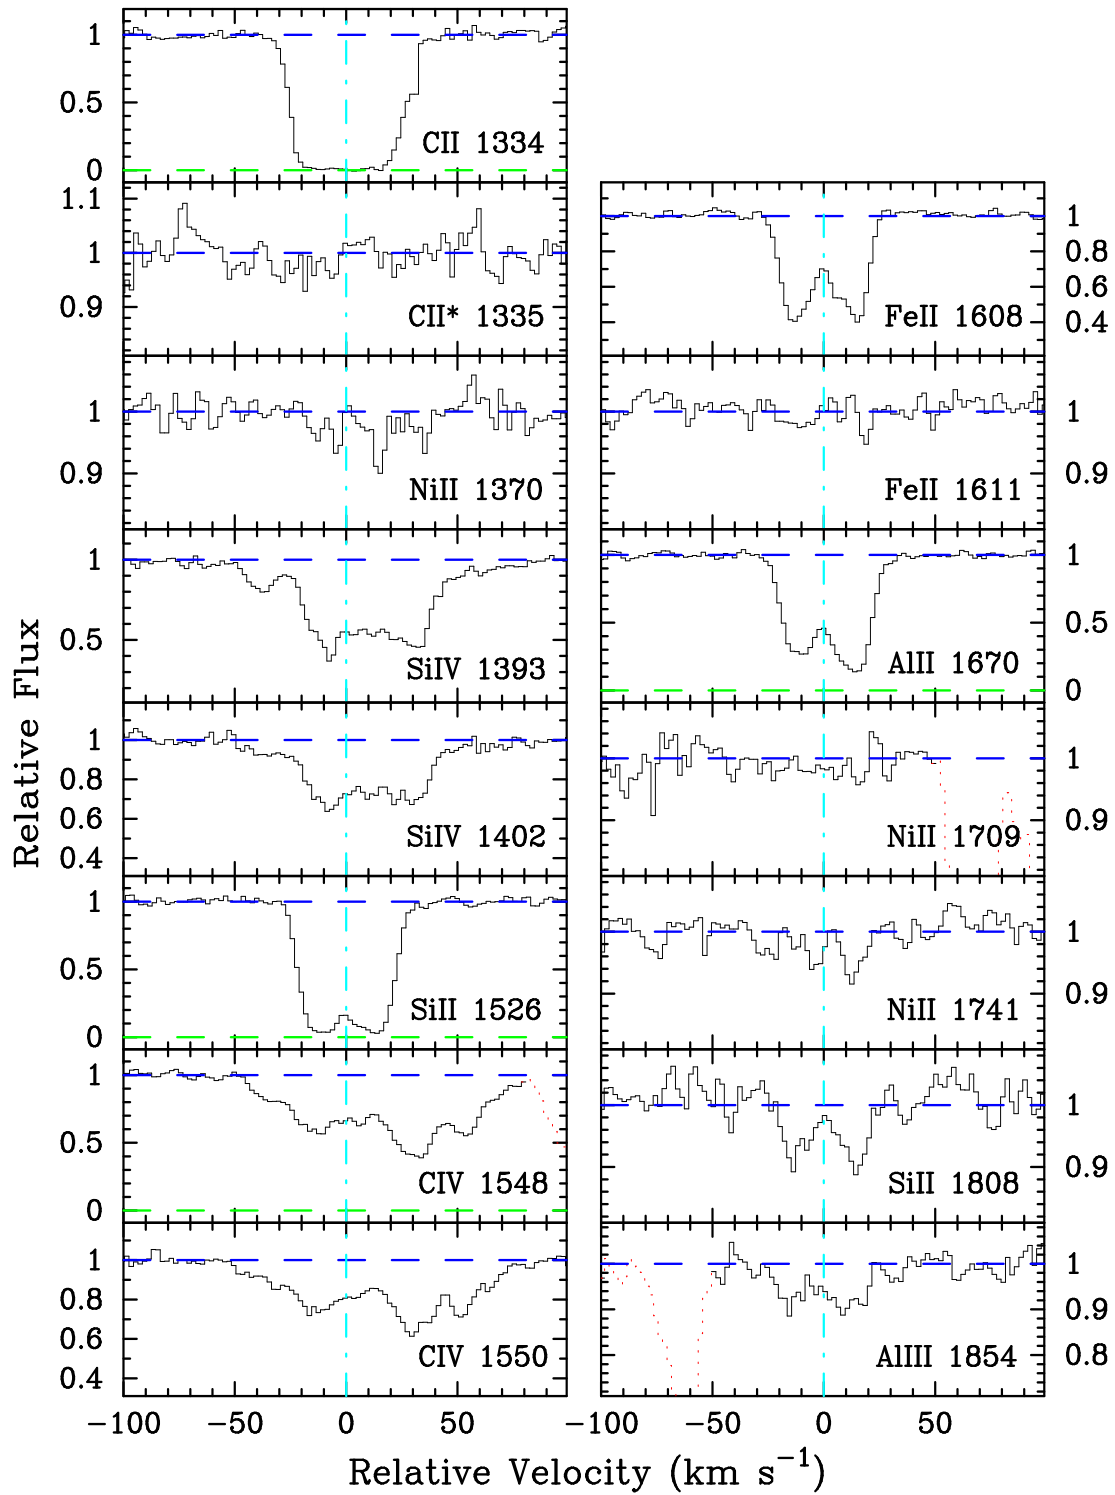 Relative Flux
1
0.5
0
CII 1334
1.1
1
0.9
CII* 1335
1
0.9
NiII 1370
1
0.5
SiIV 1393
1
0.8
0.6
0.4
SiIV 1402
1
0.5
0
SiII 1526
1
0.5
0
CIV 1548
1
0.8
0.6
0.4
CIV 1550
−100 −50 0 50
1
0.8
0.6
0.4
FeII 1608
1
0.9
FeII 1611
1
0.5
0
AlII 1670
1
0.9
NiII 1709
1
0.9
NiII 1741
1
0.9
SiII 1808
1
0.9
0.8
AlIII 1854
−100 −50 0 50
Relative Velocity (km s⁻¹)